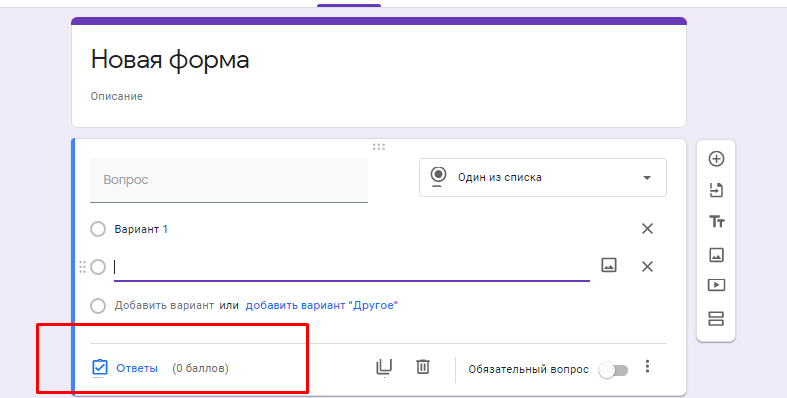 Новая форма
Описание
Вопрос
Один из списка
Вариант 1
Добавить вариант или добавить вариант "Другое"
Ответы (0 баллов)
Обязательный вопрос
Tт